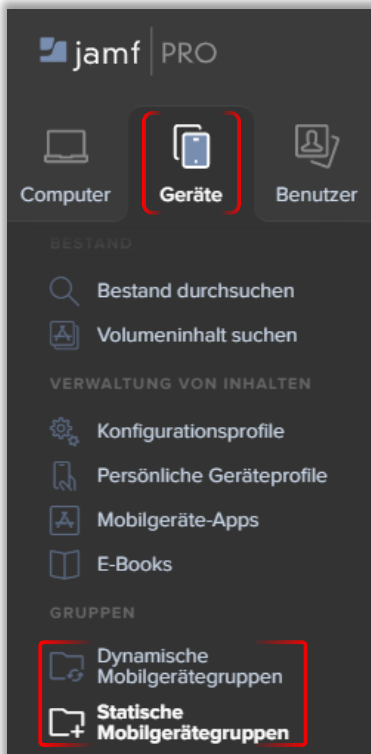 jamf PRO
Computer Geräte Benutzer
BESTAND
Bestand durchsuchen
Volumeninhalt suchen
VERWALTUNG VON INHALTEN
Konfigurationsprofile
Persönliche Geräteprofile
Mobilgeräte-Apps
E-Books
GRUPPEN
Dynamische
Mobilgerätegruppen
Statische
Mobilgerätegruppen